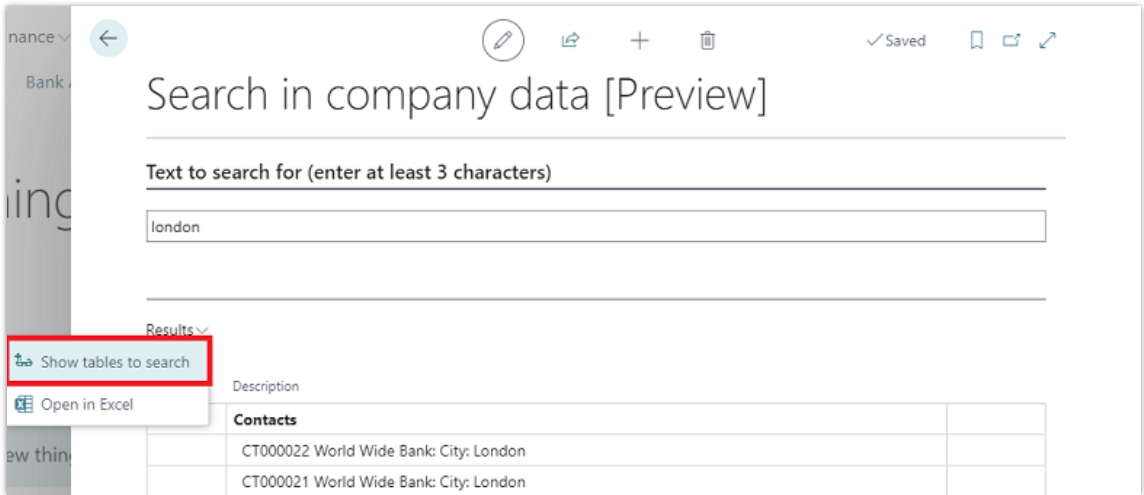 nance
Saved
Bank
Search in company data [Preview]
Text to search for (enter at least 3 characters)
london
Results
Show tables to search
Open in Excel
Description
Contacts
CT000022 World Wide Bank: City: London
CT000021 World Wide Bank: City: London